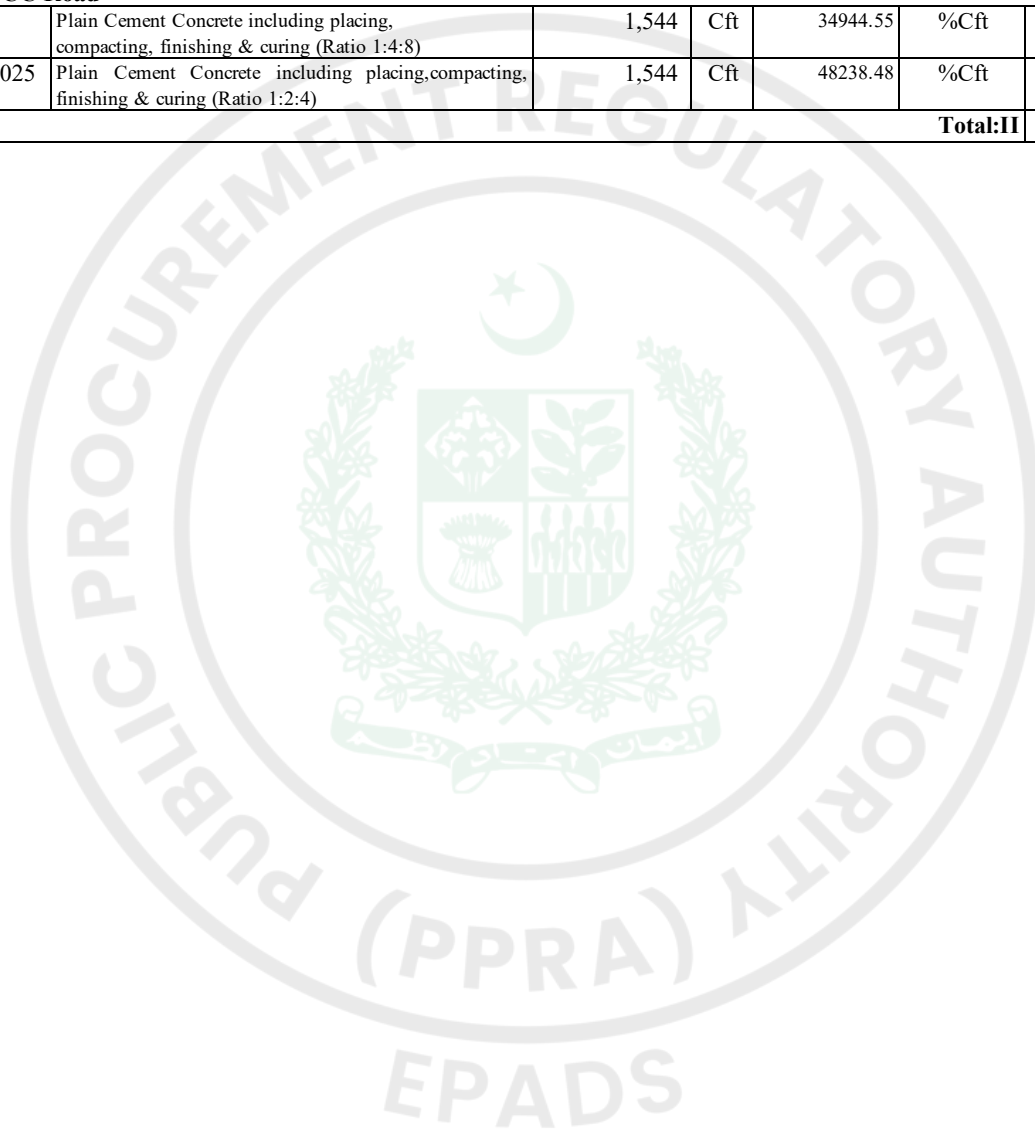 Plain Cement Concrete including placing, 1,544 Cft 34944.55 %Cft
compacting, finishing & curing (Ratio 1:4:8)
025 Plain Cement Concrete including placing,compacting, 1,544 Cft 48238.48 %Cft
finishing & curing (Ratio 1:2:4)
Total:II
PUBLIC PROCUREMENT REGULATORY AUTHORITY
(PPRA)
EPADS